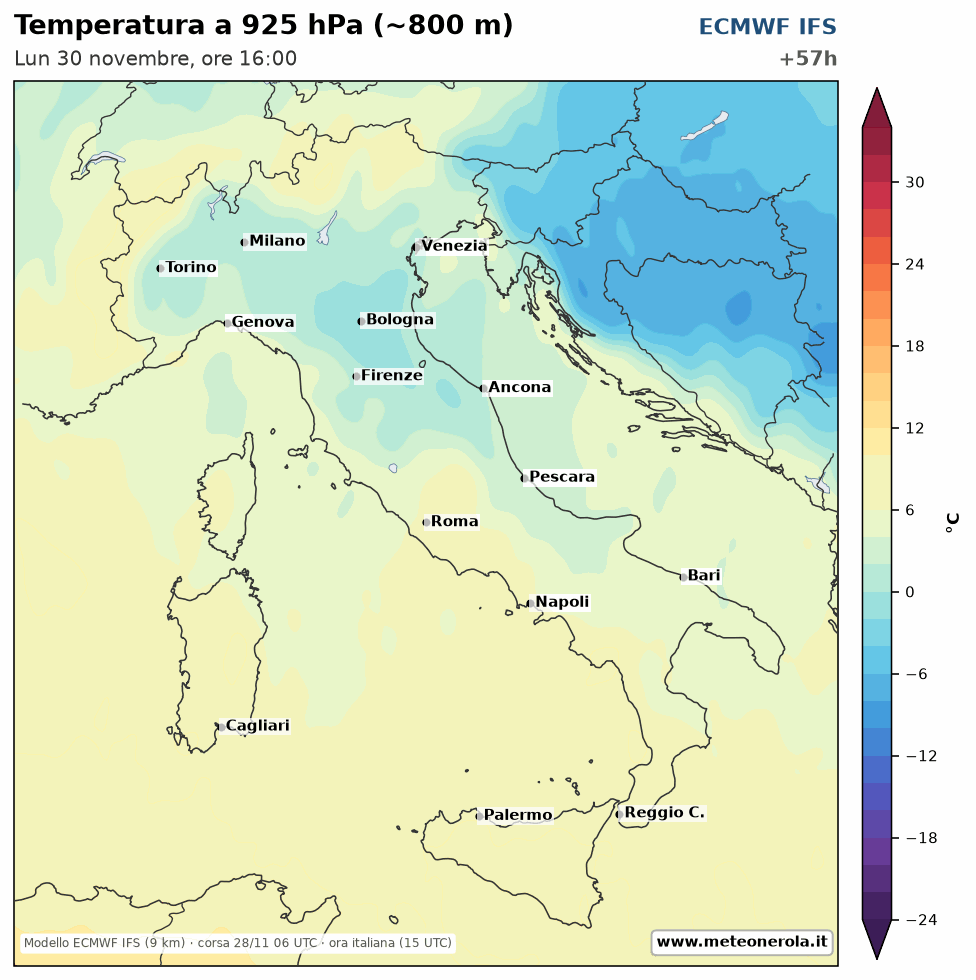 Temperatura a 925 hPa (~800 m)
ECMWF IFS
Lun 30 novembre, ore 16:00
+57h
Milano
Venezia
Torino
Genova
Bologna
Firenze
Ancona
Pescara
Roma
Bari
Napoli
Cagliari
Palermo
Reggio C.
30
24
18
12
6
0
−6
−12
−18
−24
°C
Modello ECMWF IFS (9 km) · corsa 28/11 06 UTC · ora italiana (15 UTC)
www.meteonerola.it